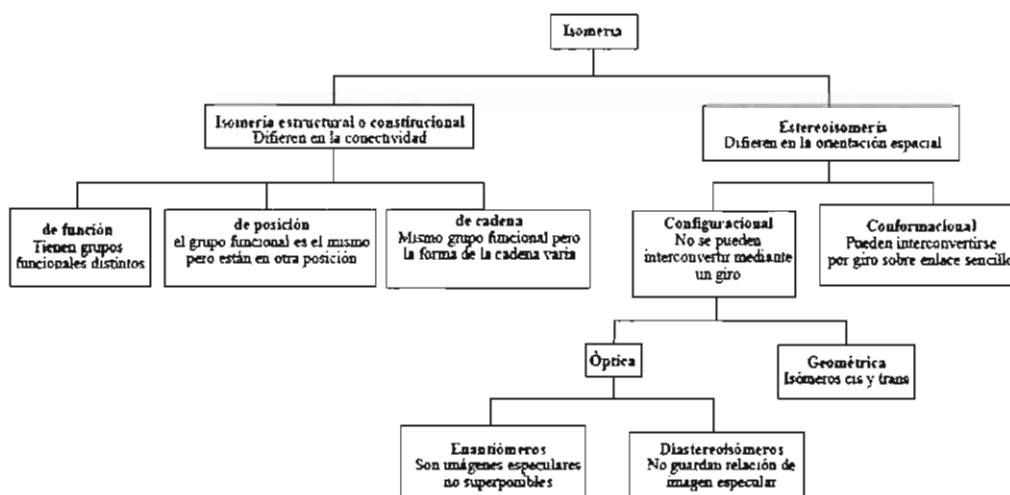 Isomería
Isomería estructural o constitucional
Difieren en la conectividad
Estereoisomería
Difieren en la orientación espacial
de función
Tienen grupos
funcionales distintos
de posición
el grupo funcional es el mismo
pero están en otra posición
de cadena
Mismo grupo funcional pero
la forma de la cadena varía
Configuracional
No se pueden
interconvertir mediante
un giro
Conformacional
Pueden interconvertirse
por giro sobre enlace sencillo
Òptica
Geométrica
Isómeros cis y trans
Enantiómeros
Son imágenes especulares
no superponibles
Diastereoisómeros
No guardan relación de
imagen especular